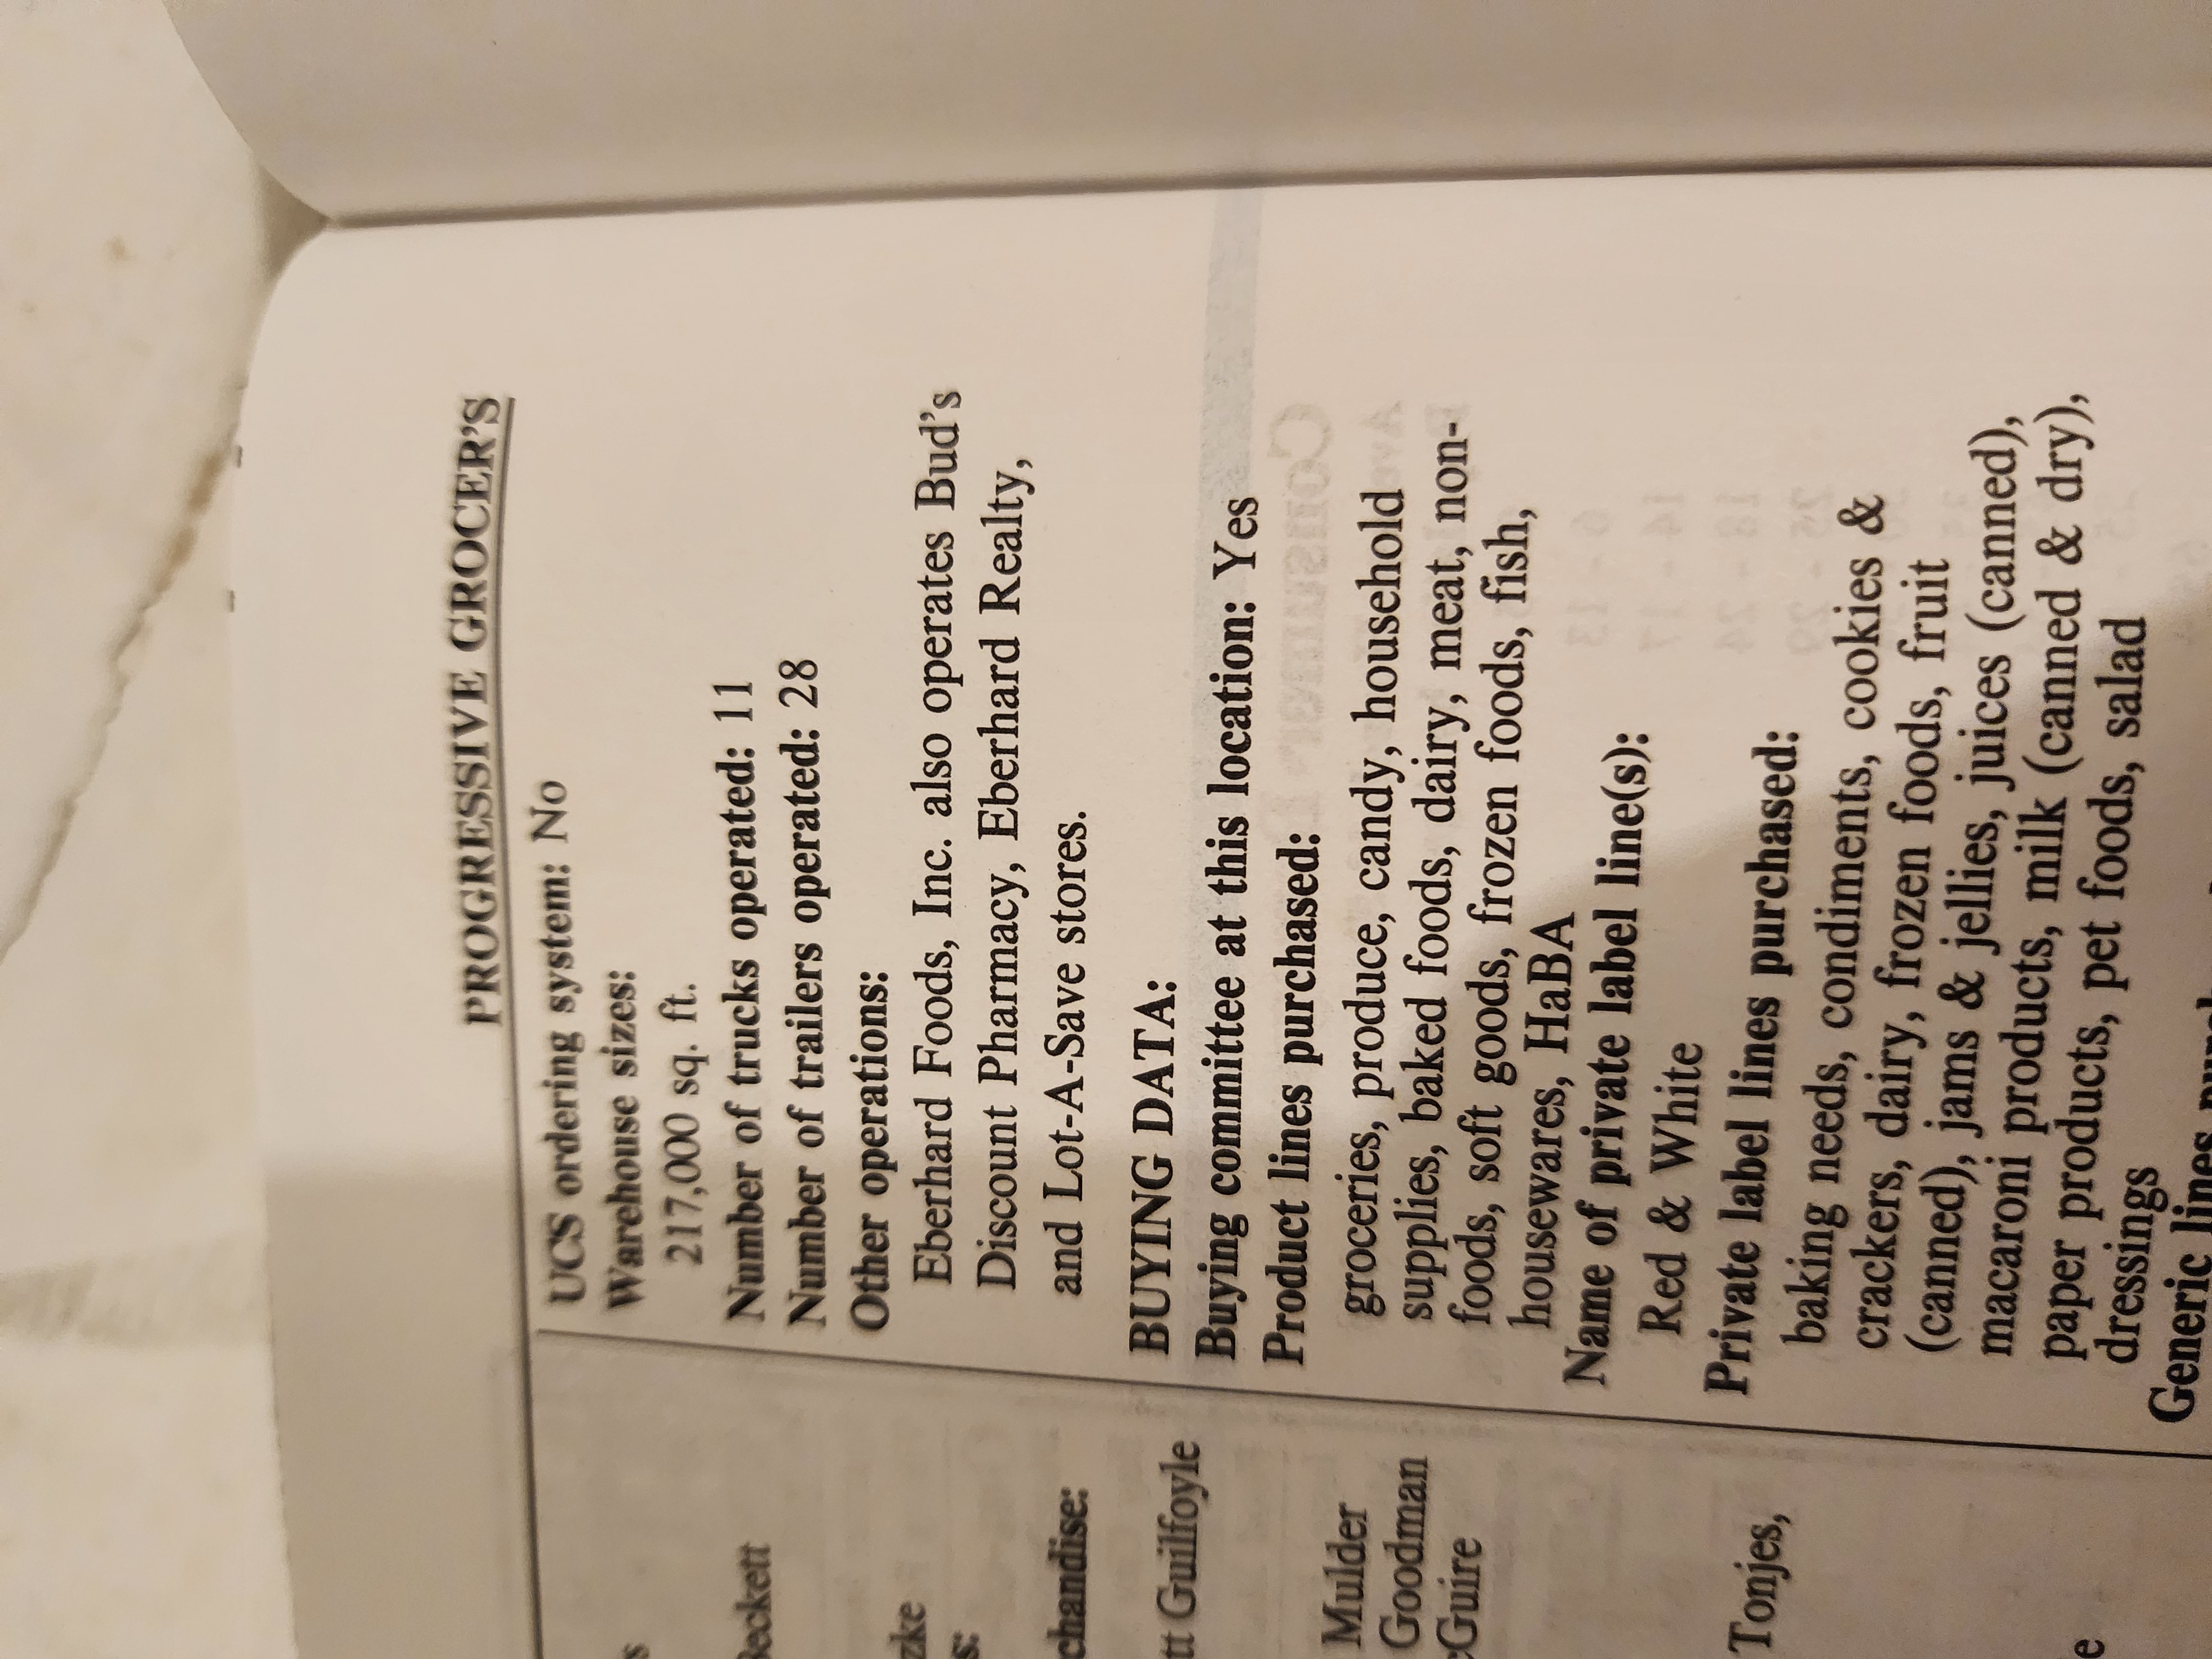 PROGRESSIVE GROCER'S
UCS ordering system: No
Warehouse sizes:
217,000 sq. ft.
Number of trucks operated: 11
Number of trailers operated: 28
Other operations:
Eberhard Foods, Inc. also operates Bud's
Discount Pharmacy, Eberhard Realty,
and Lot-A-Save stores.
BUYING DATA:
Buying committee at this location: Yes
Product lines purchased:
groceries, produce, candy, household
supplies, baked foods, dairy, meat, non-
foods, soft goods, frozen foods, fish,
housewares, HaBA
Name of private label line(s):
Red & White
Private label lines purchased:
baking needs, condiments, cookies &
crackers, dairy, frozen foods, fruit
(canned), jams & jellies, juices (canned),
macaroni products, milk (canned & dry),
paper products, pet foods, salad
dressings
Generic lines
Guilfoyle
Mulder
Goodman
Tonjes,